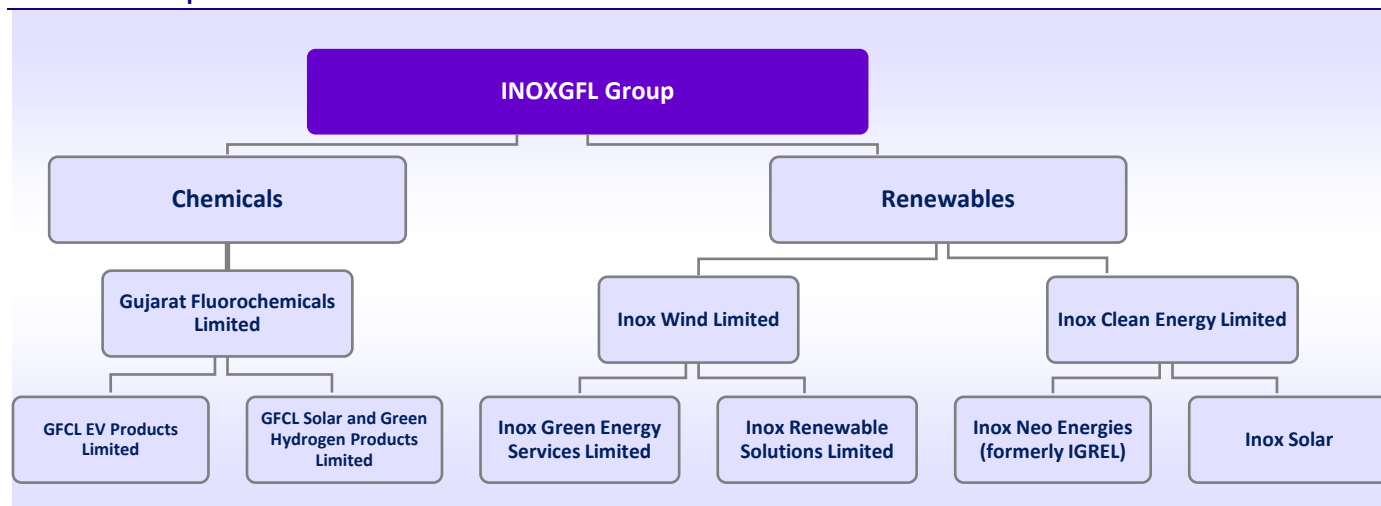 INOXGFL Group
Chemicals
Renewables
Gujarat Fluorochemicals
Limited
Inox Wind Limited
Inox Clean Energy Limited
GFCL EV Products
Limited
GFCL Solar and Green
Hydrogen Products
Limited
Inox Green Energy
Services Limited
Inox Renewable
Solutions Limited
Inox Neo Energies
(formerly IGREL)
Inox Solar